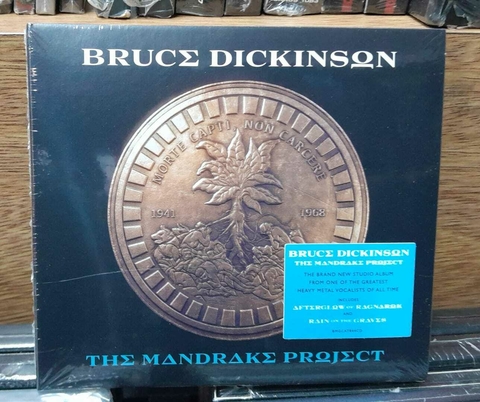 BRUCE DICKINSON
MORTE CAPTI NON CARCERE
1941
1968
BRUCE DICKINSON
THE MANDRAKE PROJECT
THE BRAND NEW STUDIO ALBUM
FROM ONE OF THE GREATEST
HEAVY METAL VOCALISTS OF ALL TIME
INCLUDES
AFTERGLOW OF RAGNAROK
AND
RAIN ON THE GRAVES
THE MANDRAKE PROJECT